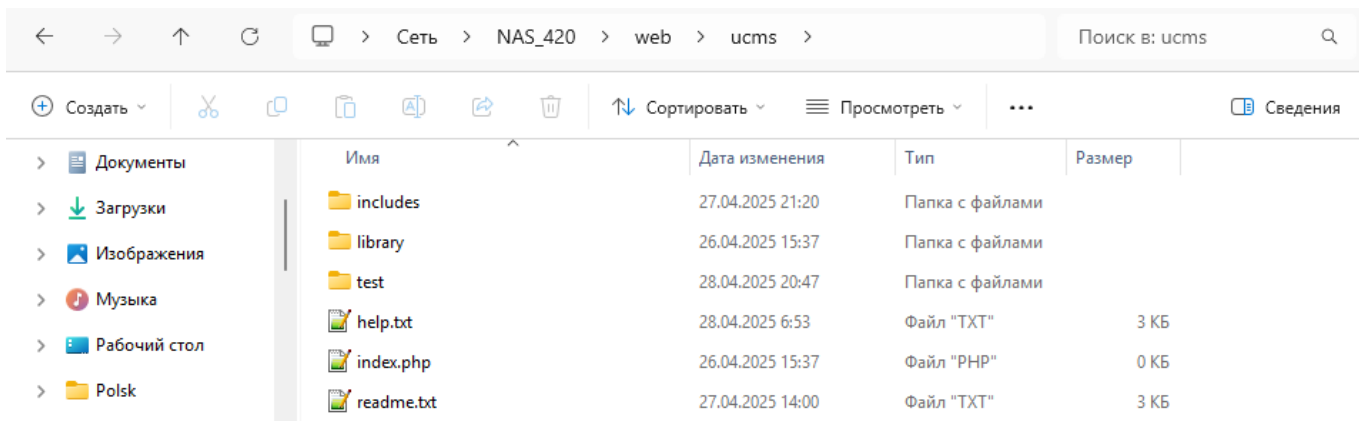 Сеть > NAS_420 > web > ucms >
Поиск в: ucms
Создать
Сортировать
Просмотреть
...
Сведения
Документы
Загрузки
Изображения
Музыка
Рабочий стол
Polsk
Имя Дата изменения Тип Размер
includes 27.04.2025 21:20 Папка с файлами
library 26.04.2025 15:37 Папка с файлами
test 28.04.2025 20:47 Папка с файлами
help.txt 28.04.2025 6:53 Файл "TXT" 3 КБ
index.php 26.04.2025 15:37 Файл "PHP" 0 КБ
readme.txt 27.04.2025 14:00 Файл "TXT" 3 КБ